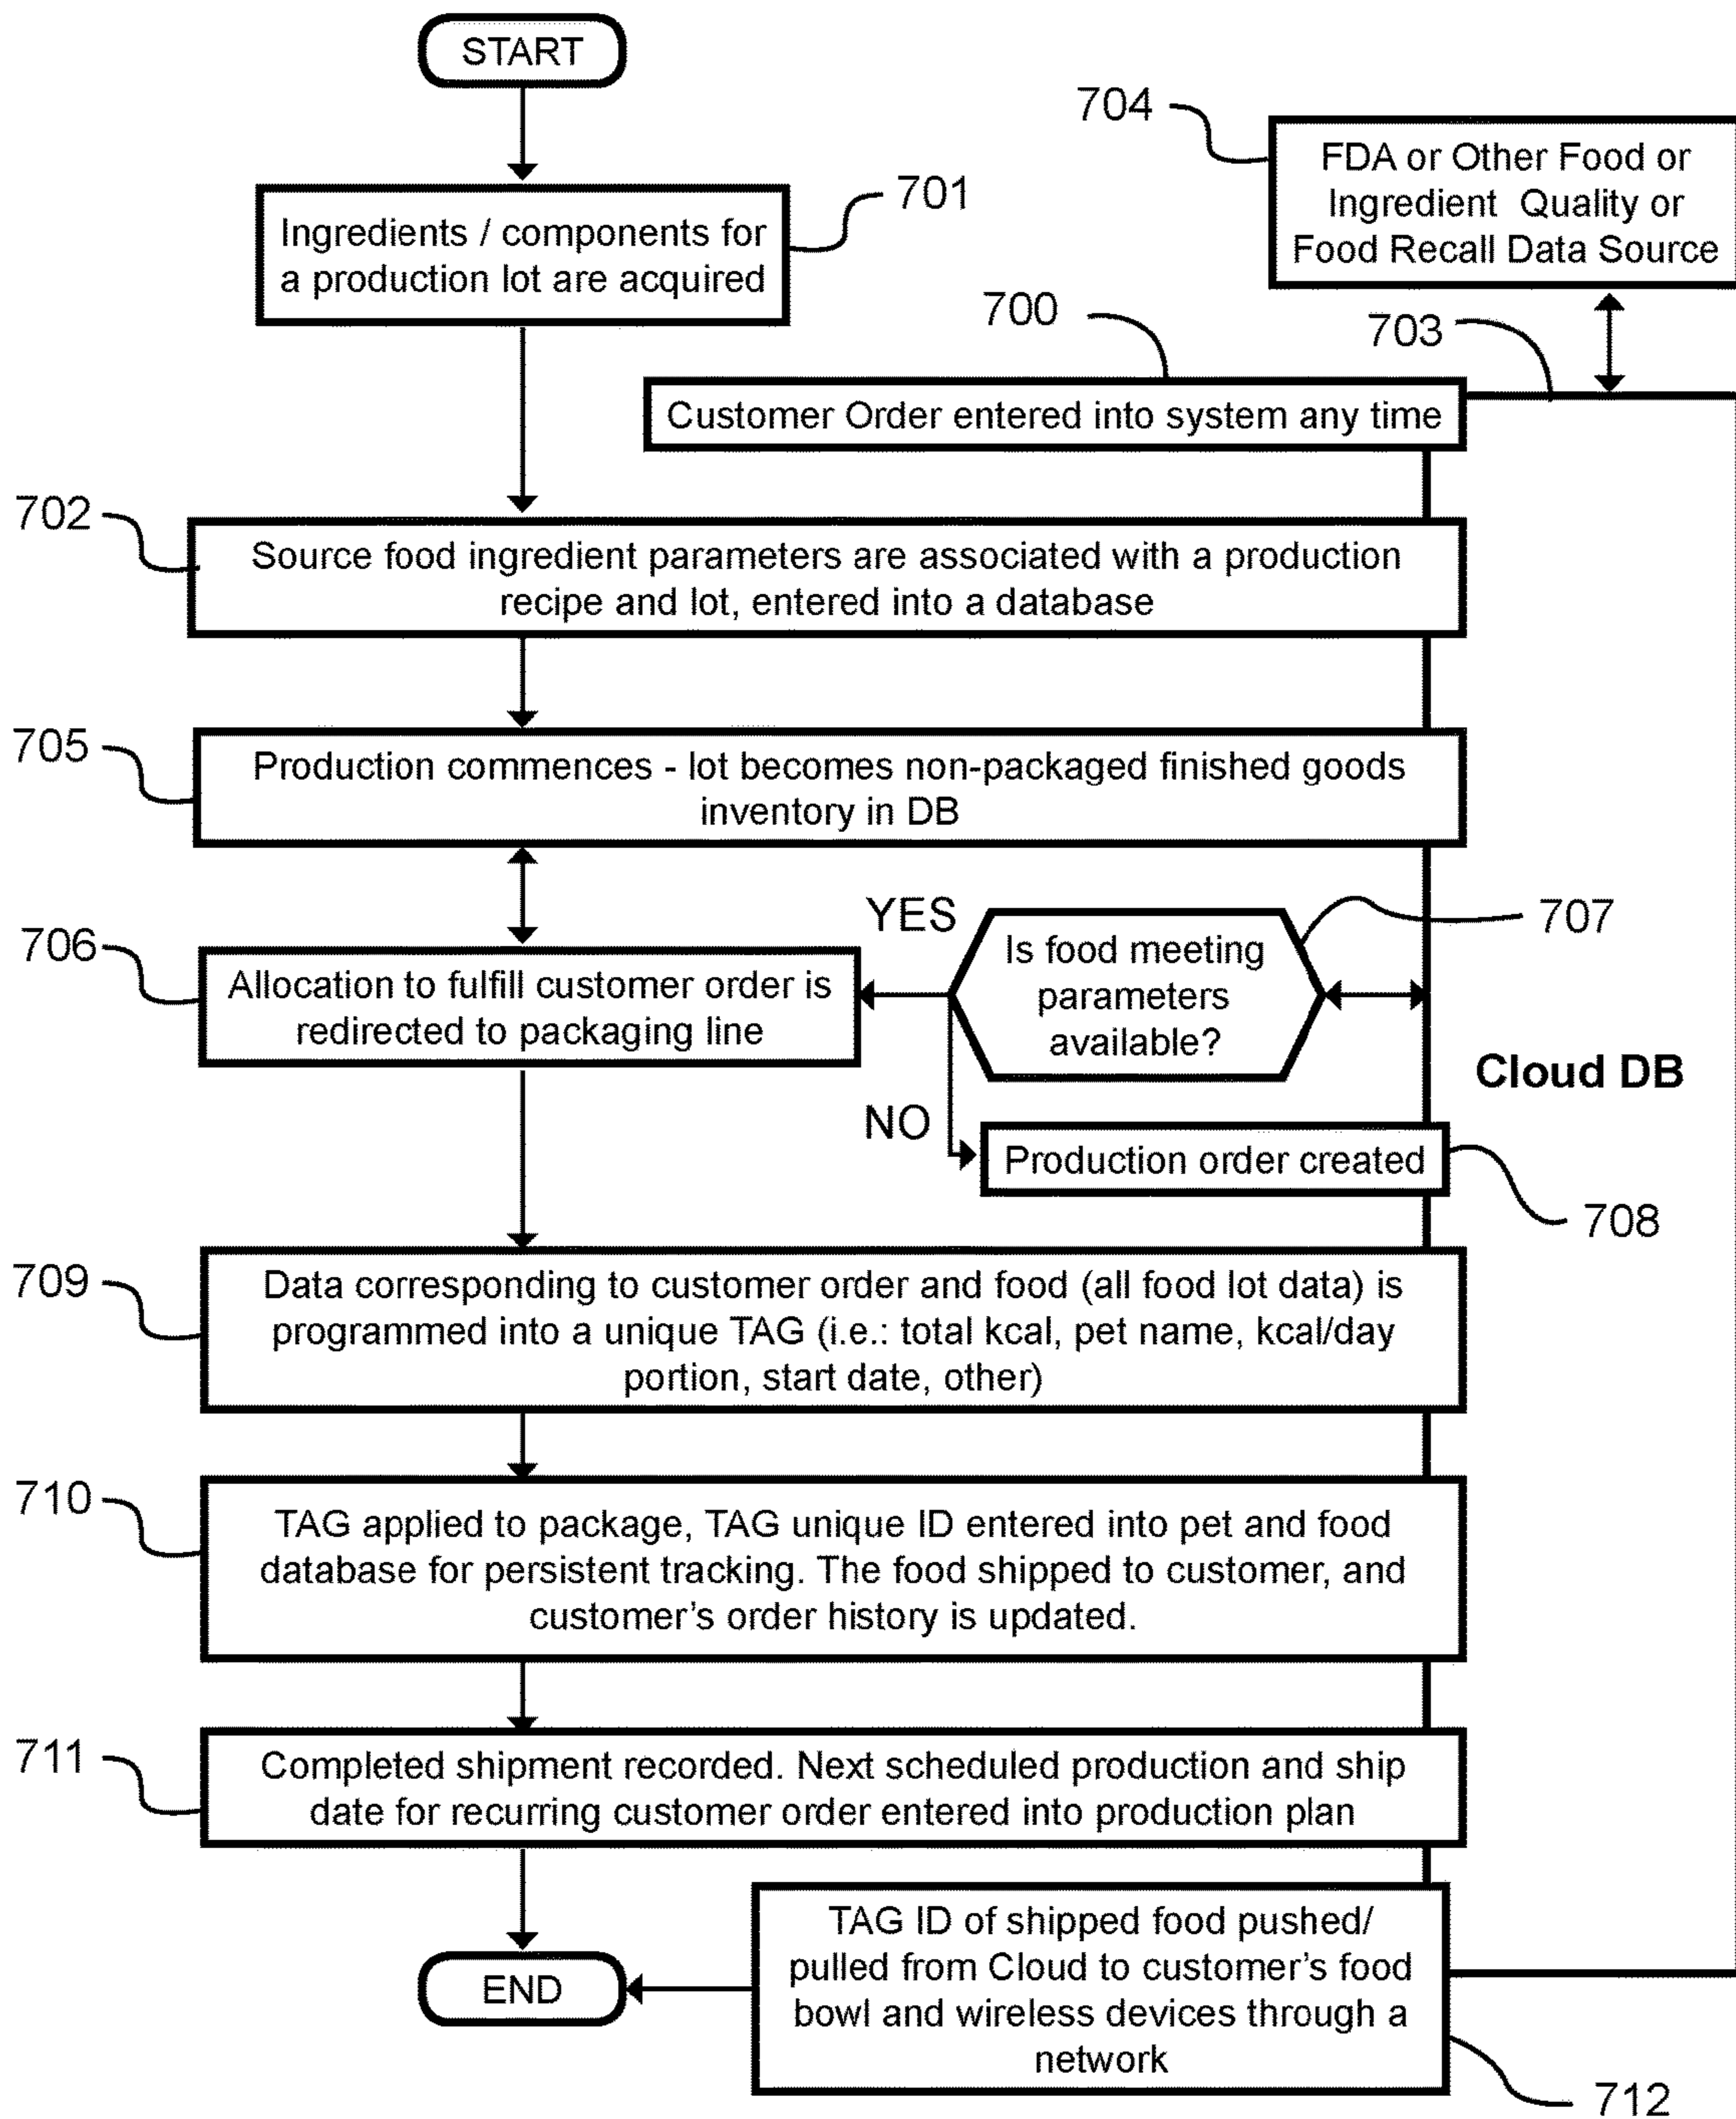 START
704
FDA or Other Food or
Ingredient Quality or
Food Recall Data Source
701
Ingredients / components for
a production lot are acquired
700
703
Customer Order entered into system any time
702
Source food ingredient parameters are associated with a production
recipe and lot, entered into a database
705
Production commences - lot becomes non-packaged finished goods
inventory in DB
YES
707
706
Is food meeting
parameters
available?
Allocation to fulfill customer order is
redirected to packaging line
Cloud DB
NO
Production order created
708
709
Data corresponding to customer order and food (all food lot data) is
programmed into a unique TAG (i.e.: total kcal, pet name, kcal/day
portion, start date, other)
710
TAG applied to package, TAG unique ID entered into pet and food
database for persistent tracking. The food shipped to customer, and
customer's order history is updated.
711
Completed shipment recorded. Next scheduled production and ship
date for recurring customer order entered into production plan
TAG ID of shipped food pushed/
pulled from Cloud to customer's food
bowl and wireless devices through a
network
END
712